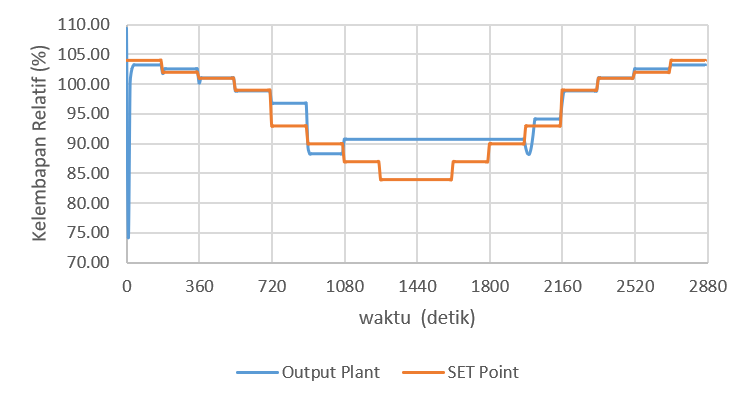 110.00
105.00
100.00
95.00
90.00
85.00
80.00
75.00
70.00
Kelembapan Relatif (%)
0 360 720 1080 1440 1800 2160 2520 2880
waktu (detik)
Output Plant SET Point